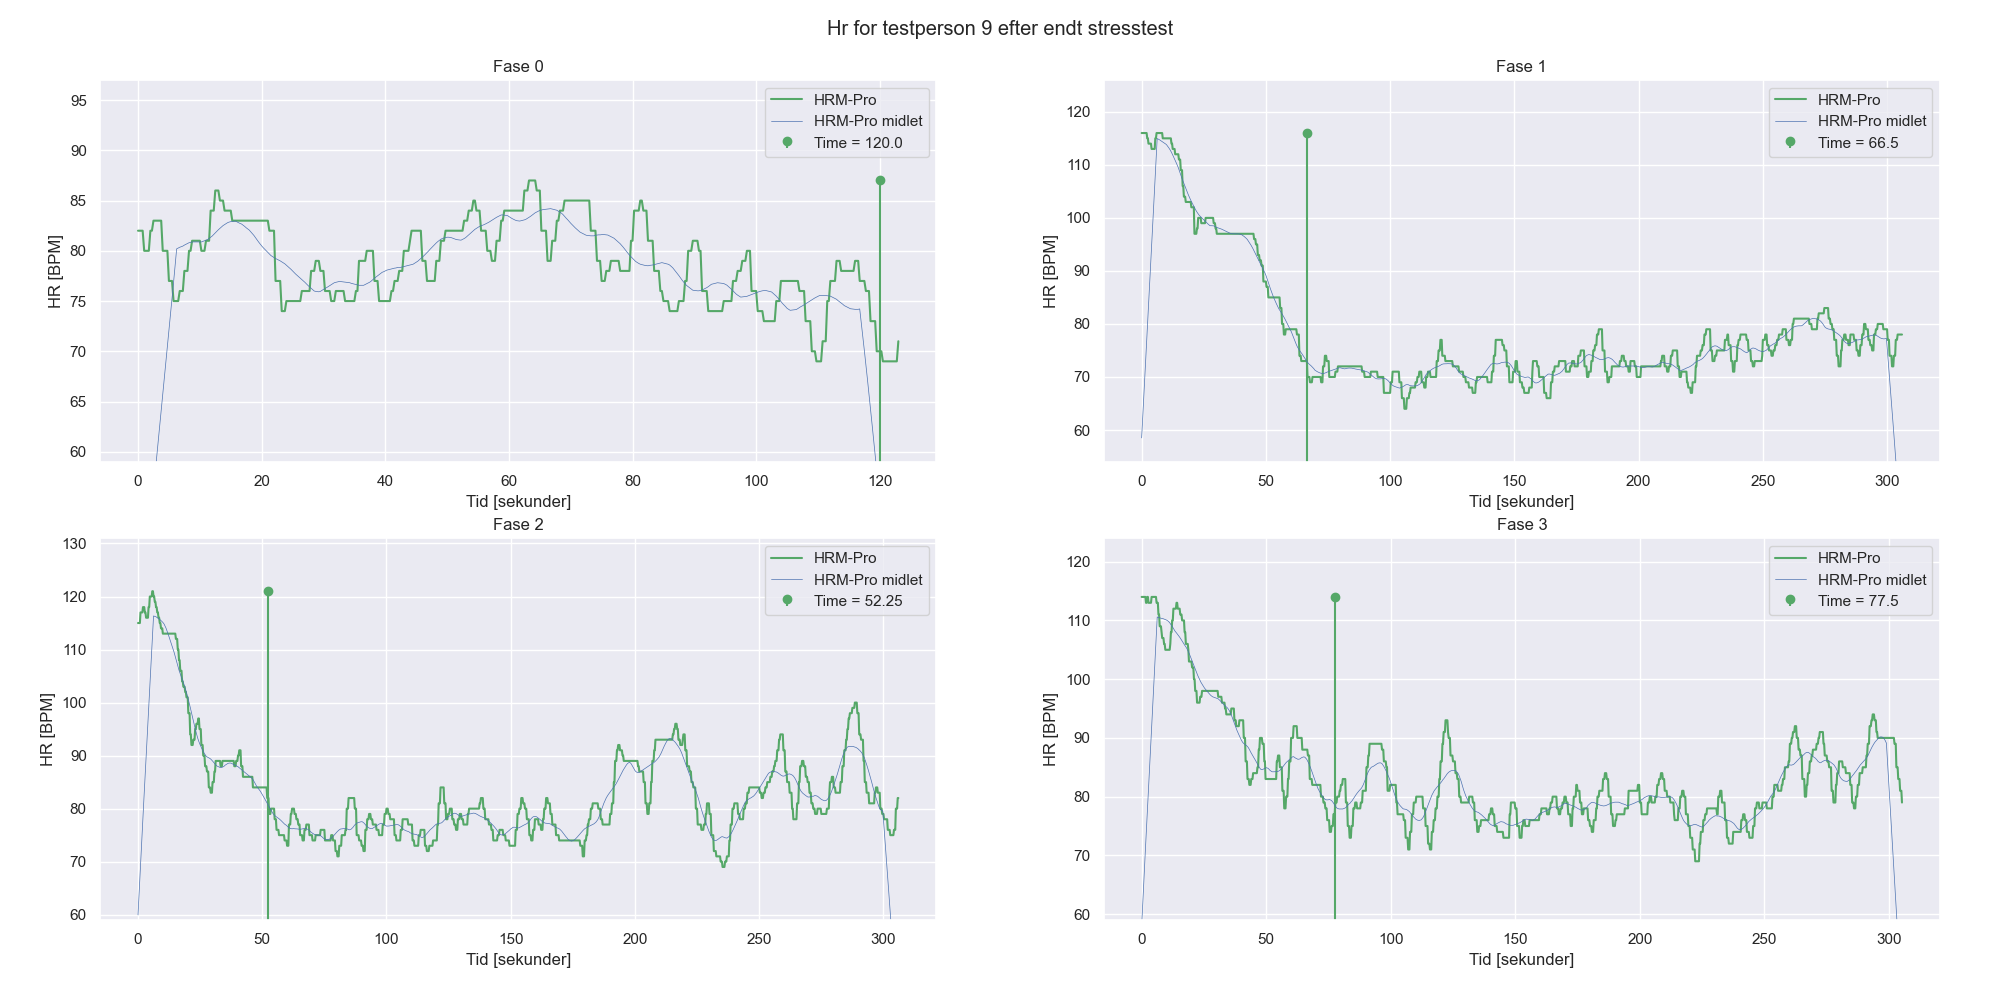 Hr for testperson 9 efter endt stresstest
Fase 0
HR [BPM]
95
90
85
80
75
70
65
60
0 20 40 60 80 100 120
Tid [sekunder]
HRM-Pro
HRM-Pro midlet
Time = 120.0
Fase 1
HR [BPM]
120
110
100
90
80
70
60
0 50 100 150 200 250 300
Tid [sekunder]
HRM-Pro
HRM-Pro midlet
Time = 66.5
Fase 2
HR [BPM]
130
120
110
100
90
80
70
60
0 50 100 150 200 250 300
Tid [sekunder]
HRM-Pro
HRM-Pro midlet
Time = 52.25
Fase 3
HR [BPM]
120
110
100
90
80
70
60
0 50 100 150 200 250 300
Tid [sekunder]
HRM-Pro
HRM-Pro midlet
Time = 77.5